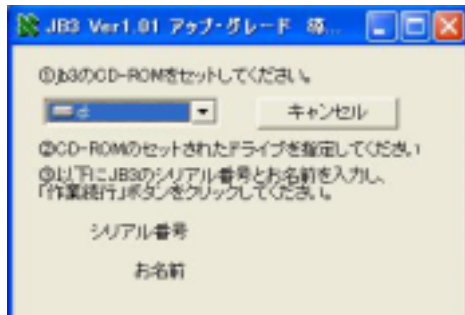 JB3 Ver1.01 アップ・グレード
①jb3のCD-ROMをセットしてください。
d
キャンセル
②CD-ROMのセットされたドライブを指定してください
③以下にJB3のシリアル番号とお名前を入力し、
「作業続行」ボタンをクリックしてください。
シリアル番号
お名前